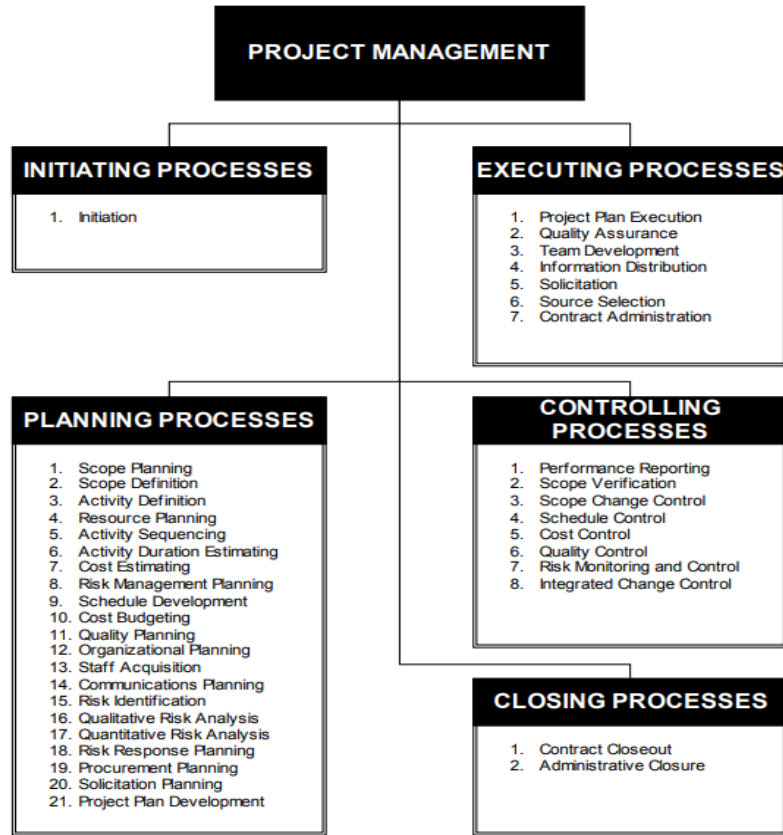 PROJECT MANAGEMENT
INITIATING PROCESSES
1. Initiation
EXECUTING PROCESSES
1. Project Plan Execution
2. Quality Assurance
3. Team Development
4. Information Distribution
5. Solicitation
6. Source Selection
7. Contract Administration
PLANNING PROCESSES
1. Scope Planning
2. Scope Definition
3. Activity Definition
4. Resource Planning
5. Activity Sequencing
6. Activity Duration Estimating
7. Cost Estimating
8. Risk Management Planning
9. Schedule Development
10. Cost Budgeting
11. Quality Planning
12. Organizational Planning
13. Staff Acquisition
14. Communications Planning
15. Risk Identification
16. Qualitative Risk Analysis
17. Quantitative Risk Analysis
18. Risk Response Planning
19. Procurement Planning
20. Solicitation Planning
21. Project Plan Development
CONTROLLING
PROCESSES
1. Performance Reporting
2. Scope Verification
3. Scope Change Control
4. Schedule Control
5. Cost Control
6. Quality Control
7. Risk Monitoring and Control
8. Integrated Change Control
CLOSING PROCESSES
1. Contract Closeout
2. Administrative Closure